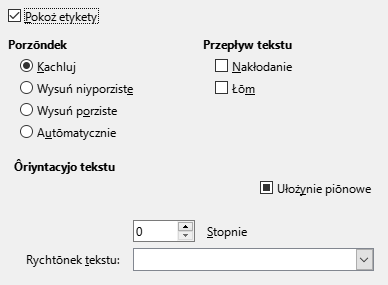 Pokoż etykety
Porzōndek
Przepływ tekstu
Kachluj
Nakłodanie
Wysuń niyporziste
Łōm
Wysuń porziste
Autōmatycznie
Ôriyntacyjo tekstu
Ułożynie piōnowe
0 Stopnie
Rychtōnek tekstu: